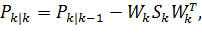 P_{k|k} = P_{k|k-1} − W_k S_k W_k^T,